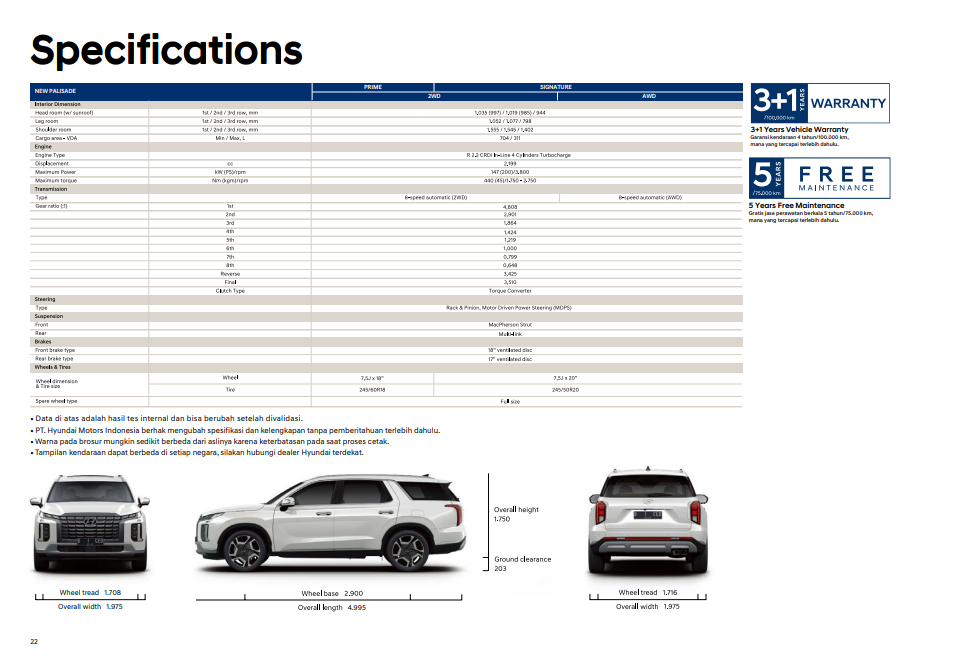 Specifications
NEW PALISADE PRIME SIGNATURE
2WD AWD
Interior Dimension
Head room (w/ sunroof) 1st / 2nd / 3rd row, mm 1,035 (997) / 1,019 (985) / 944
Leg room 1st / 2nd / 3rd row, mm 1,052 / 1,077 / 798
Shoulder room 1st / 2nd / 3rd row, mm 1,555 / 1,545 / 1,402
Cargo area - VDA Min / Max, L 704 / 311
Engine
Engine Type R 2.2 CRDi In-Line 4 Cylinders Turbocharge
Displacement cc 2,199
Maximum Power kW (PS)/rpm 147 (200)/3,800
Maximum torque Nm (kgm)/rpm 440 (45)/1.750 - 2.750
Transmission
Type 8-speed automatic (2WD) 8-speed automatic (AWD)
Gear ratio (:1) 1st 4,808
2nd 2,901
3rd 1,864
4th 1,424
5th 1,219
6th 1,000
7th 0,799
8th 0,648
Reverse 3,425
Final 3,510
Clutch Type Torque Converter
Steering
Type Rack & Pinion, Motor Driven Power Steering (MDPS)
Suspension
Front MacPherson Strut
Rear Multi-link
Brakes
Front brake type 18" ventilated disc
Rear brake type 17" ventilated disc
Wheels & Tires
Wheel dimension
& Tire size
Wheel 7,5J x 18" 7,5J x 20"
Tire 245/60R18 245/50R20
Spare wheel type Full size
3+1 YEARS WARRANTY
/100,000 km
3+1 Years Vehicle Warranty
Garansi kendaraan 4 tahun/100.000 km,
mana yang tercapai terlebih dahulu.
5 YEARS FREE
MAINTENANCE
/75.000 km
5 Years Free Maintenance
Gratis jasa perawatan berkala 5 tahun/75.000 km,
mana yang tercapai terlebih dahulu.
• Data di atas adalah hasil tes internal dan bisa berubah setelah divalidasi.
• PT. Hyundai Motors Indonesia berhak mengubah spesifikasi dan kelengkapan tanpa pemberitahuan terlebih dahulu.
• Warna pada brosur mungkin sedikit berbeda dari aslinya karena keterbatasan pada saat proses cetak.
• Tampilan kendaraan dapat berbeda di setiap negara, silakan hubungi dealer Hyundai terdekat.
Overall height
1.750
Ground clearance
203
Wheel tread 1.708
Overall width 1.975
Wheel base 2.900
Overall length 4.995
Wheel tread 1.716
Overall width 1.975
22